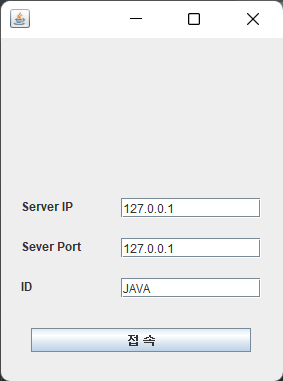 Server IP 127.0.0.1
Sever Port 127.0.0.1
ID JAVA
접 속